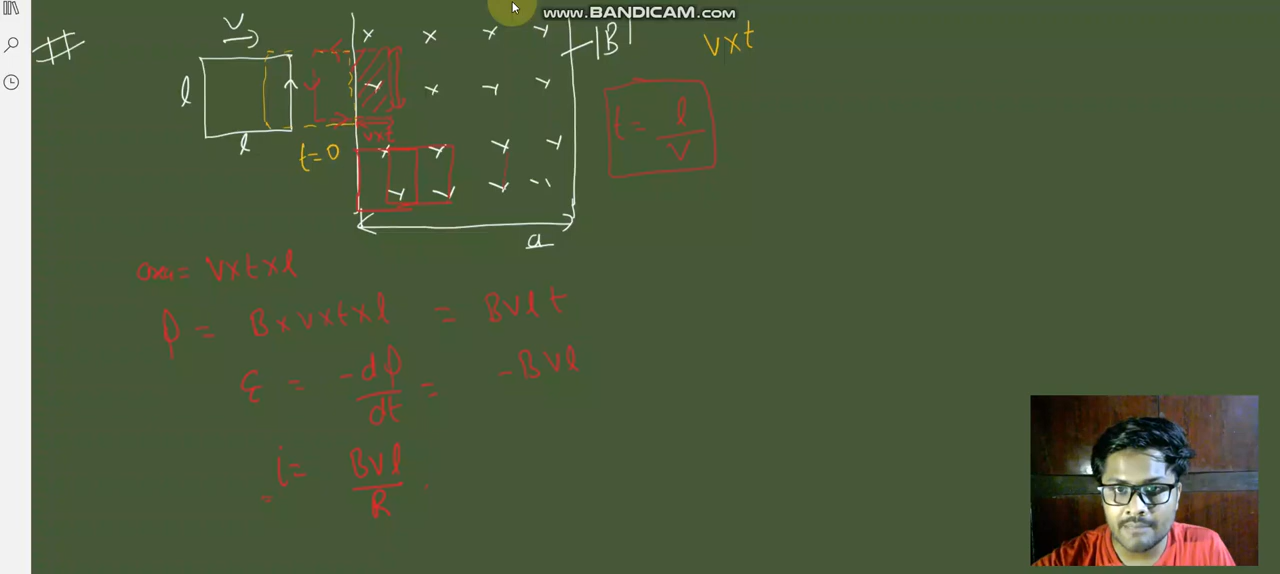 WWW.BANDICAM.COM
#
V
|B|
v×t
l
l
t=0
v×t
t = l/V
a
area = V×t×l
φ = B×v×t×l = Bvlt
ε = -dφ/dt = -Bvl
i = Bvl/R